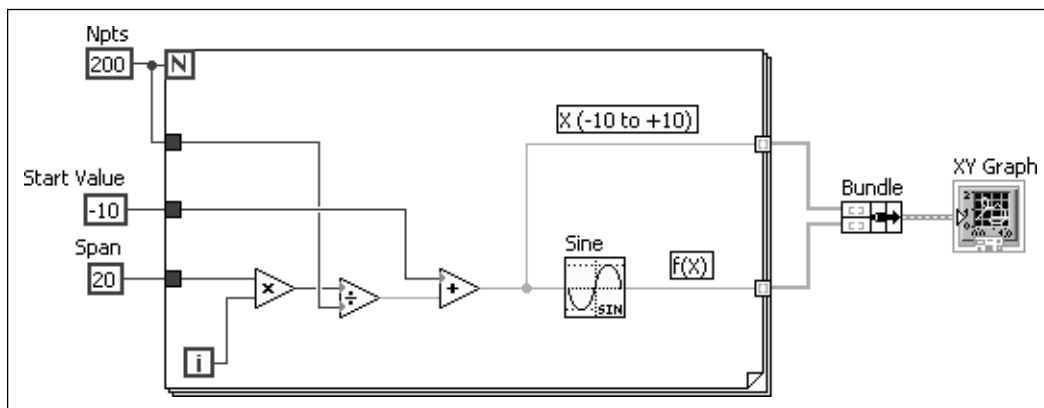 Npts
200
N
X (-10 to +10)
Start Value
-10
XY Graph
Bundle
Span
20
Sine
f(X)
×
÷
+
SIN
i